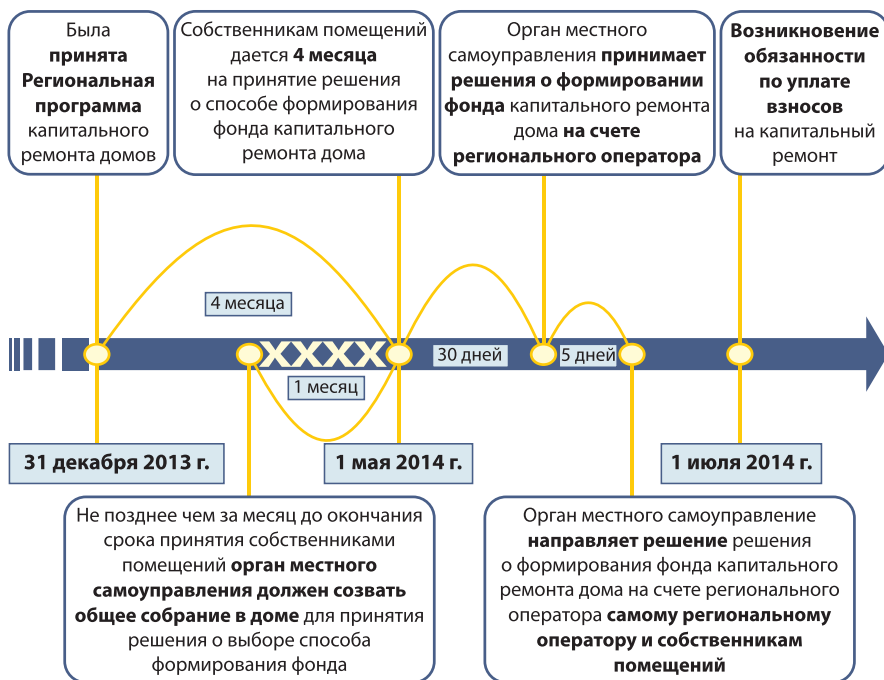 Была
принята
Региональная
программа
капитального
ремонта домов
Собственникам помещений
дается 4 месяца
на принятие решения
о способе формирования
фонда капитального
ремонта дома
Орган местного
самоуправления принимает
решения о формировании
фонда капитального ремонта
дома на счете
регионального оператора
Возникновение
обязанности
по уплате
взносов
на капитальный
ремонт
4 месяца
30 дней
5 дней
1 месяц
31 декабря 2013 г.
1 мая 2014 г.
1 июля 2014 г.
Не позднее чем за месяц до окончания
срока принятия собственниками
помещений орган местного
самоуправления должен созвать
общее собрание в доме для принятия
решения о выборе способа
формирования фонда
Орган местного самоуправления
направляет решение решения
о формирования фонда капитального
ремонта дома на счете регионального
оператора самому региональному
оператору и собственникам
помещений